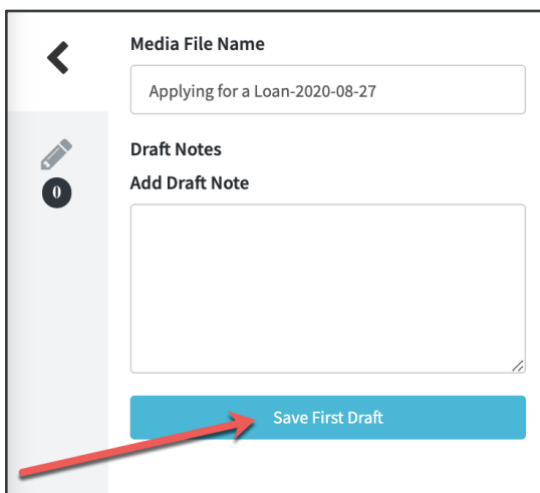 Media File Name
Applying for a Loan-2020-08-27
Draft Notes
0
Add Draft Note
Save First Draft